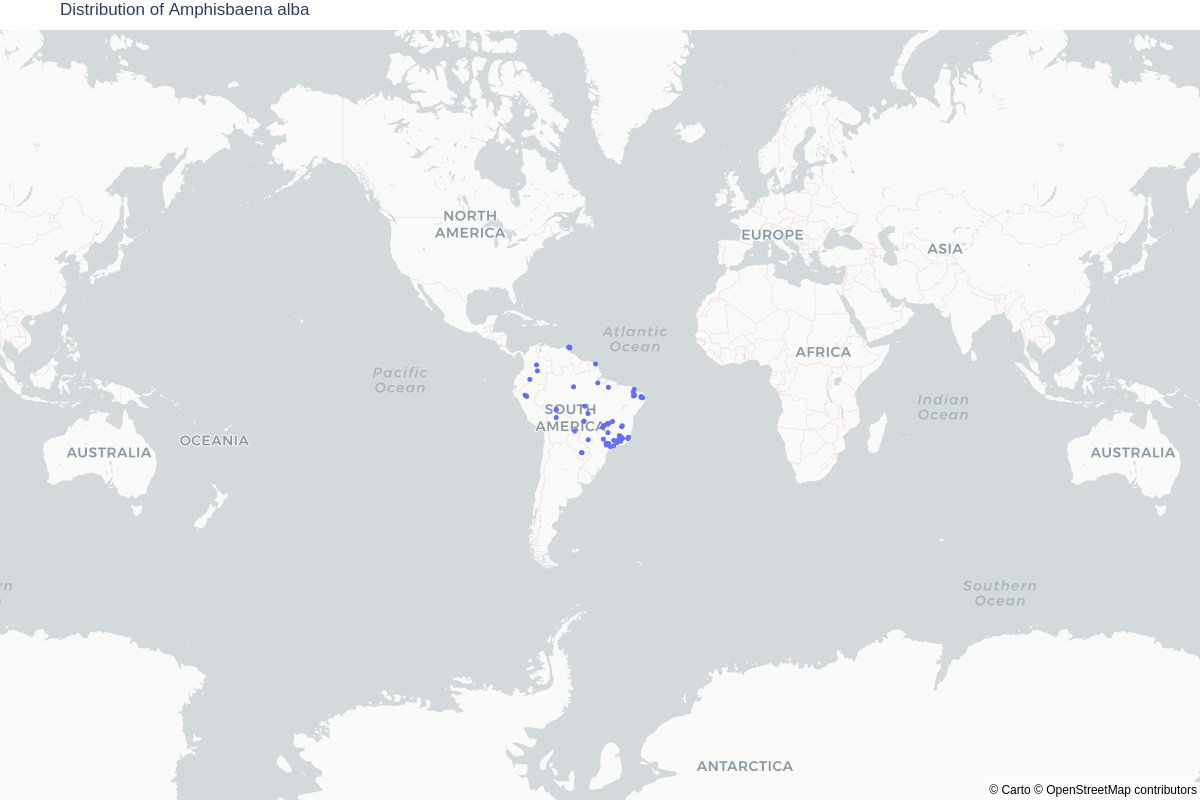 Distribution of Amphisbaena alba
NORTH
AMERICA
EUROPE
ASIA
Atlantic
Ocean
AFRICA
Pacific
Ocean
Indian
Ocean
SOUTH
AMERICA
OCEANIA
AUSTRALIA
AUSTRALIA
rn
Southern
Ocean
ANTARCTICA
© Carto © OpenStreetMap contributors